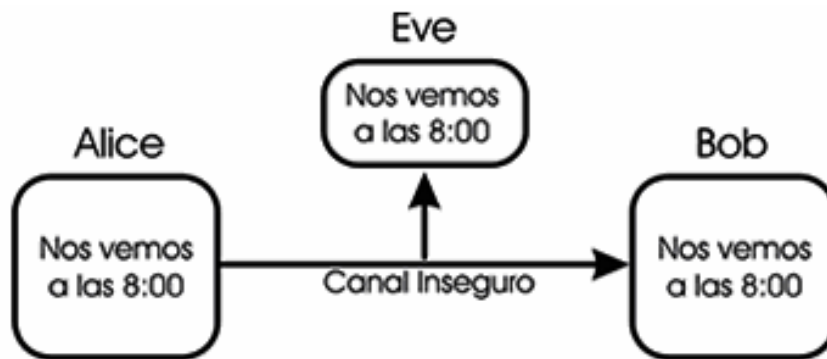 Eve
Nos vemos
a las 8:00
Alice
Nos vemos
a las 8:00
Canal Inseguro
Bob
Nos vemos
a las 8:00